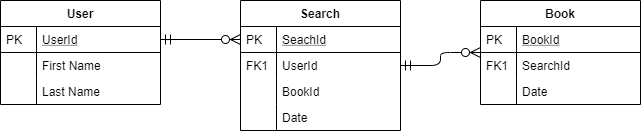 User
PK UserId
First Name
Last Name
Search
PK SeachId
FK1 UserId
BookId
Date
Book
PK BookId
FK1 SearchId
Date